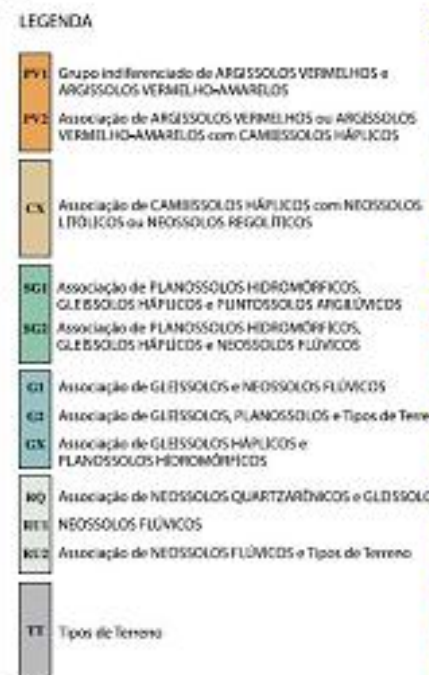 LEGENDA
PV1 Grupo indiferenciado de ARGISSOLOS VERMELHOS e
ARGISSOLOS VERMELHO-AMARELOS
PV2 Associação de ARGISSOLOS VERMELHOS ou ARGISSOLOS
VERMELHO-AMARELOS com CAMBISSOLOS HÁPLICOS
CX Associação de CAMBISSOLOS HÁPLICOS com NEOSSOLOS
LITÓLICOS ou NEOSSOLOS REGOLÍTICOS
SG1 Associação de PLANOSSOLOS HIDROMÓRFICOS,
GLEISSOLOS HÁPLICOS e PLINTOSSOLOS ARGILÚVICOS
SG2 Associação de PLANOSSOLOS HIDROMÓRFICOS,
GLEISSOLOS HÁPLICOS e NEOSSOLOS FLÚVICOS
G1 Associação de GLEISSOLOS e NEOSSOLOS FLÚVICOS
G2 Associação de GLEISSOLOS, PLANOSSOLOS e Tipos de Terre
GX Associação de GLEISSOLOS HÁPLICOS e
PLANOSSOLOS HIDROMÓRFICOS
RQ Associação de NEOSSOLOS QUARTZARÊNICOS e GLEISSOLO
RU1 NEOSSOLOS FLÚVICOS
RU2 Associação de NEOSSOLOS FLÚVICOS e Tipos de Terreno
TT Tipos de Terreno